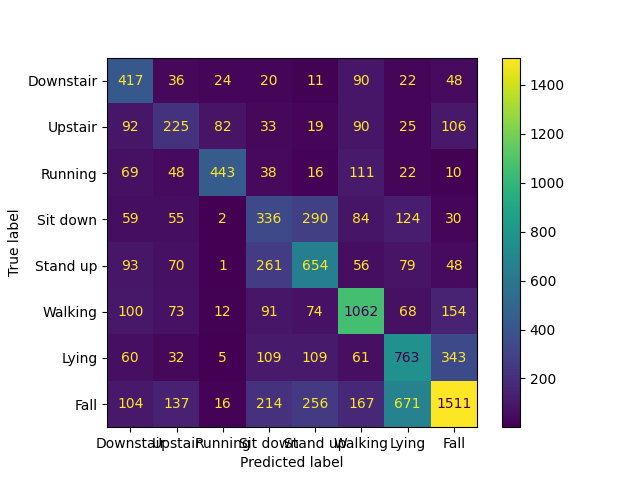 Downstair 417 36 24 20 11 90 22 48
Upstair 92 225 82 33 19 90 25 106
Running 69 48 443 38 16 111 22 10
Sit down 59 55 2 336 290 84 124 30
Stand up 93 70 1 261 654 56 79 48
Walking 100 73 12 91 74 1062 68 154
Lying 60 32 5 109 109 61 763 343
Fall 104 137 16 214 256 167 671 1511
Downstair Upstair Running Sit down Stand up Walking Lying Fall
Predicted label
True label
1400
1200
1000
800
600
400
200